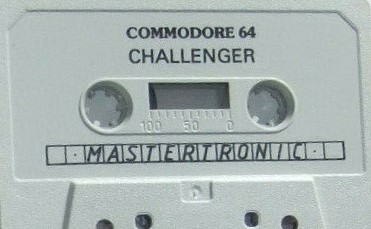 COMMODORE 64
CHALLENGER
100 50 0
MASTERTRONIC